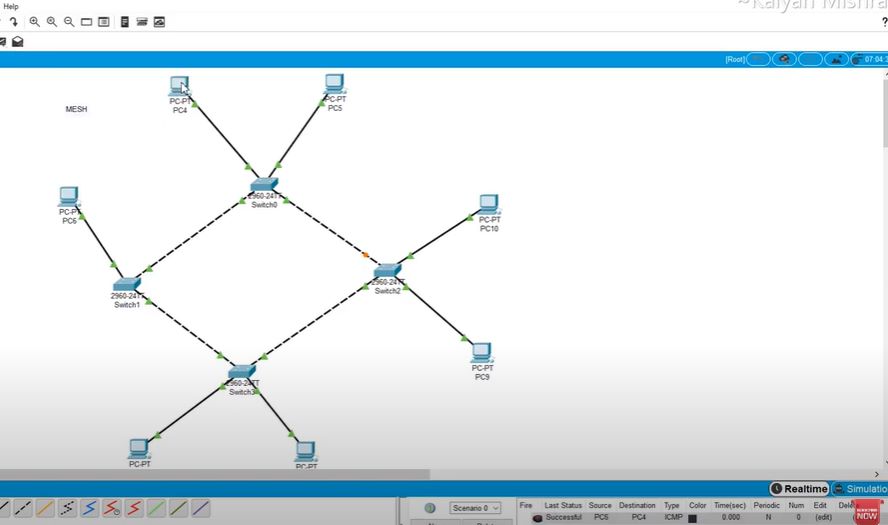 ~Kalyan Mishra
Help
?
[Root]
07:04:
MESH
PC-PT
PC4
PC-PT
PC5
2960-24TT
Switch0
PC-PT
PC6
PC-PT
PC10
2960-24TT
Switch1
2960-24TT
Switch2
PC-PT
PC9
2960-24TT
Switch3
PC-PT
PC-PT
Realtime
Simulatio
Scenario 0
Fire Last Status Source Destination Type Color Time(sec) Periodic Num Edit Dele
Successful PC5 PC4 ICMP 0.000 N 0 (edit)
NOW